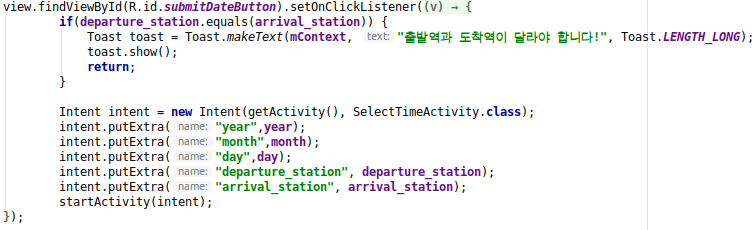 view.findViewById(R.id.submitDateButton).setOnClickListener((v) → {
if(departure_station.equals(arrival_station)) {
Toast toast = Toast.makeText(mContext, text: "출발역과 도착역이 달라야 합니다!", Toast.LENGTH_LONG);
toast.show();
return;
}
Intent intent = new Intent(getActivity(), SelectTimeActivity.class);
intent.putExtra( name: "year",year);
intent.putExtra( name: "month",month);
intent.putExtra( name: "day",day);
intent.putExtra( name: "departure_station", departure_station);
intent.putExtra( name: "arrival_station", arrival_station);
startActivity(intent);
});